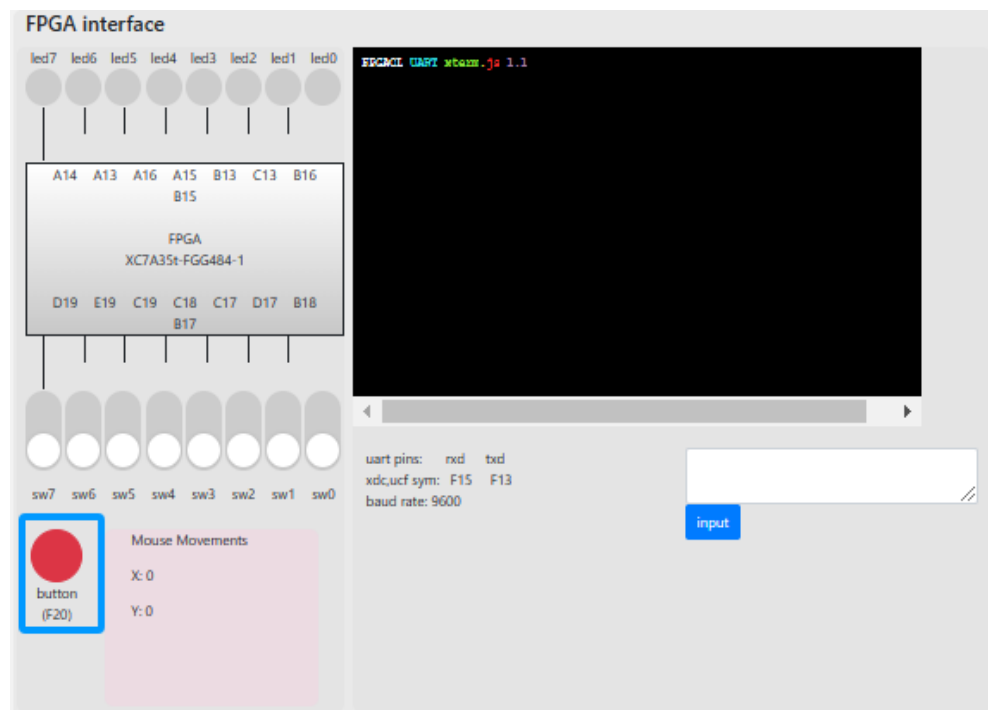 FPGA interface
led7 led6 led5 led4 led3 led2 led1 led0
A14 A13 A16 A15 B13 C13 B16
B15
FPGA
XC7A35t-FGG484-1
D19 E19 C19 C18 C17 D17 B18
B17
sw7 sw6 sw5 sw4 sw3 sw2 sw1 sw0
button
(F20)
Mouse Movements
X: 0
Y: 0
UART xterm.js 1.1
uart pins: rxd txd
xdc,ucf sym: F15 F13
baud rate: 9600
input